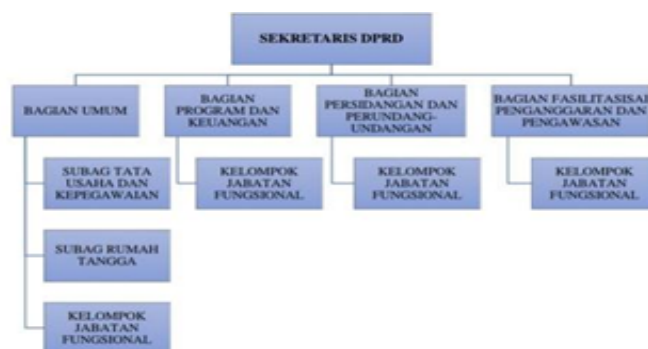 SEKRETARIS DPRD
BAGIAN UMUM
BAGIAN
PROGRAM DAN
KEUANGAN
BAGIAN
PERSIDANGAN DAN
PERUNDANG-
UNDANGAN
BAGIAN FASILITASISAI
PENGANGGARAN DAN
PENGAWASAN
SUBAG TATA
USAHA DAN
KEPEGAWAIAN
KELOMPOK
JABATAN
FUNGSIONAL
KELOMPOK
JABATAN
FUNGSIONAL
KELOMPOK
JABATAN
FUNGSIONAL
SUBAG RUMAH
TANGGA
KELOMPOK
JABATAN
FUNGSIONAL